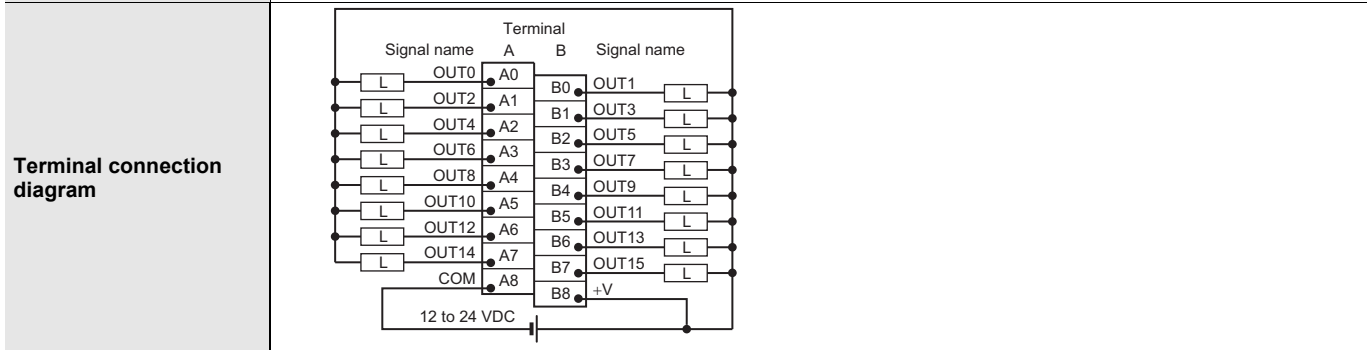 Terminal connection
diagram
Terminal
Signal name A B Signal name
L OUT0 A0 B0 OUT1 L
L OUT2 A1 B1 OUT3 L
L OUT4 A2 B2 OUT5 L
L OUT6 A3 B3 OUT7 L
L OUT8 A4 B4 OUT9 L
L OUT10 A5 B5 OUT11 L
L OUT12 A6 B6 OUT13 L
L OUT14 A7 B7 OUT15 L
COM A8 B8 +V
12 to 24 VDC